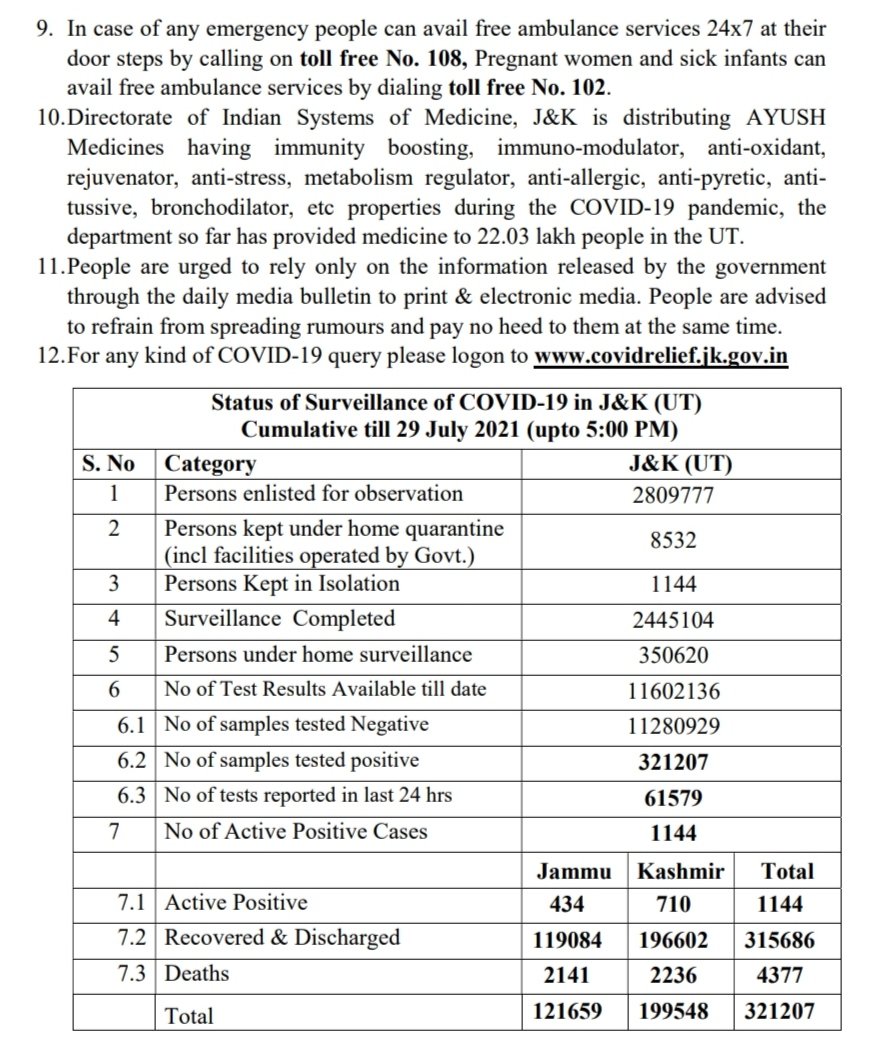 9. In case of any emergency people can avail free ambulance services 24x7 at their
door steps by calling on toll free No. 108, Pregnant women and sick infants can
avail free ambulance services by dialing toll free No. 102.
10.Directorate of Indian Systems of Medicine, J&K is distributing AYUSH
Medicines having immunity boosting, immuno-modulator, anti-oxidant,
rejuvenator, anti-stress, metabolism regulator, anti-allergic, anti-pyretic, anti-
tussive, bronchodilator, etc properties during the COVID-19 pandemic, the
department so far has provided medicine to 22.03 lakh people in the UT.
11.People are urged to rely only on the information released by the government
through the daily media bulletin to print & electronic media. People are advised
to refrain from spreading rumours and pay no heed to them at the same time.
12.For any kind of COVID-19 query please logon to www.covidrelief.jk.gov.in
Status of Surveillance of COVID-19 in J&K (UT)
Cumulative till 29 July 2021 (upto 5:00 PM)
S. No Category J&K (UT)
1 Persons enlisted for observation 2809777
2 Persons kept under home quarantine
(incl facilities operated by Govt.) 8532
3 Persons Kept in Isolation 1144
4 Surveillance Completed 2445104
5 Persons under home surveillance 350620
6 No of Test Results Available till date 11602136
6.1 No of samples tested Negative 11280929
6.2 No of samples tested positive 321207
6.3 No of tests reported in last 24 hrs 61579
7 No of Active Positive Cases 1144
Jammu Kashmir Total
7.1 Active Positive 434 710 1144
7.2 Recovered & Discharged 119084 196602 315686
7.3 Deaths 2141 2236 4377
Total 121659 199548 321207